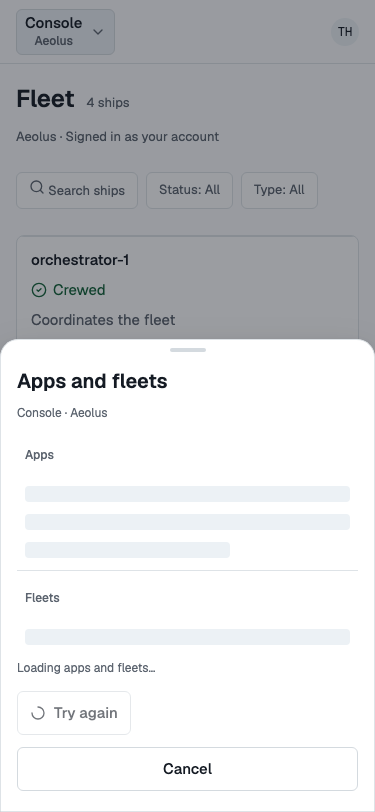 Console
Aeolus
TH
Fleet 4 ships
Aeolus · Signed in as your account
Search ships
Status: All
Type: All
orchestrator-1
Crewed
Coordinates the fleet
Apps and fleets
Console · Aeolus
Apps
Fleets
Loading apps and fleets…
Try again
Cancel